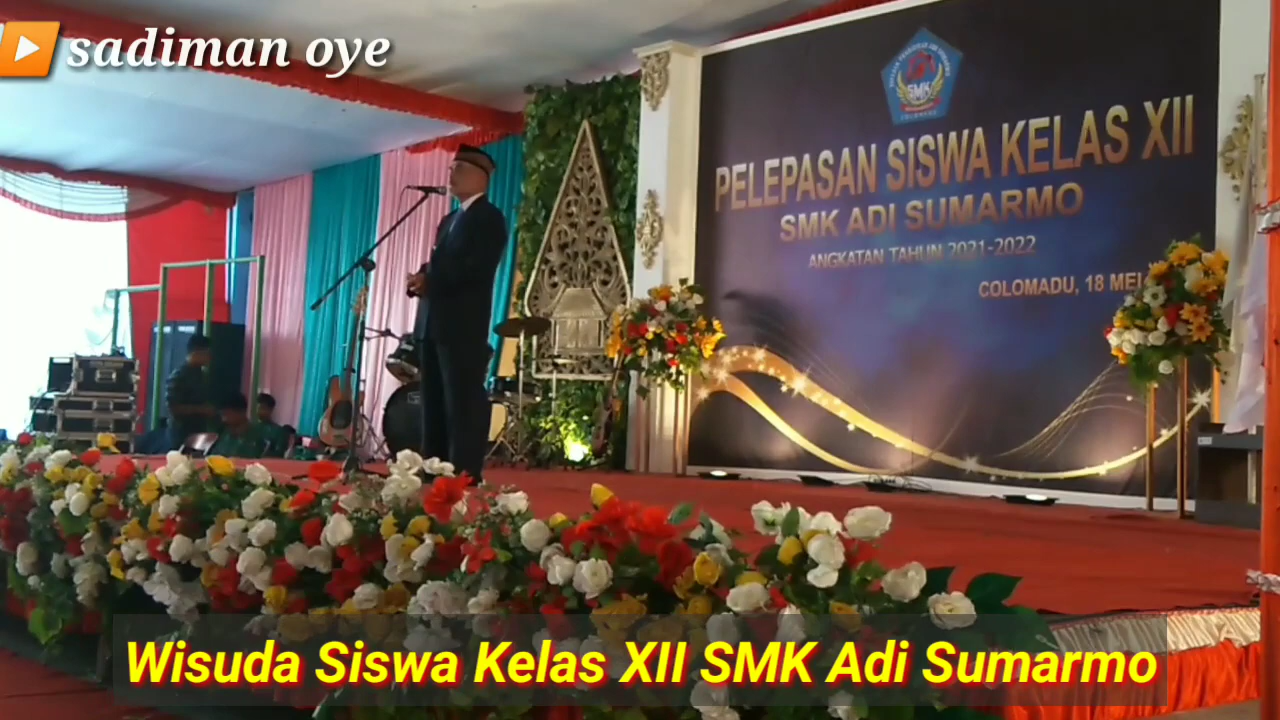 sadiman oye
SMK
PELEPASAN SISWA KELAS XII
SMK ADI SUMARMO
ANGKATAN TAHUN 2021-2022
COLOMADU, 18 MEI
Wisuda Siswa Kelas XII SMK Adi Sumarmo